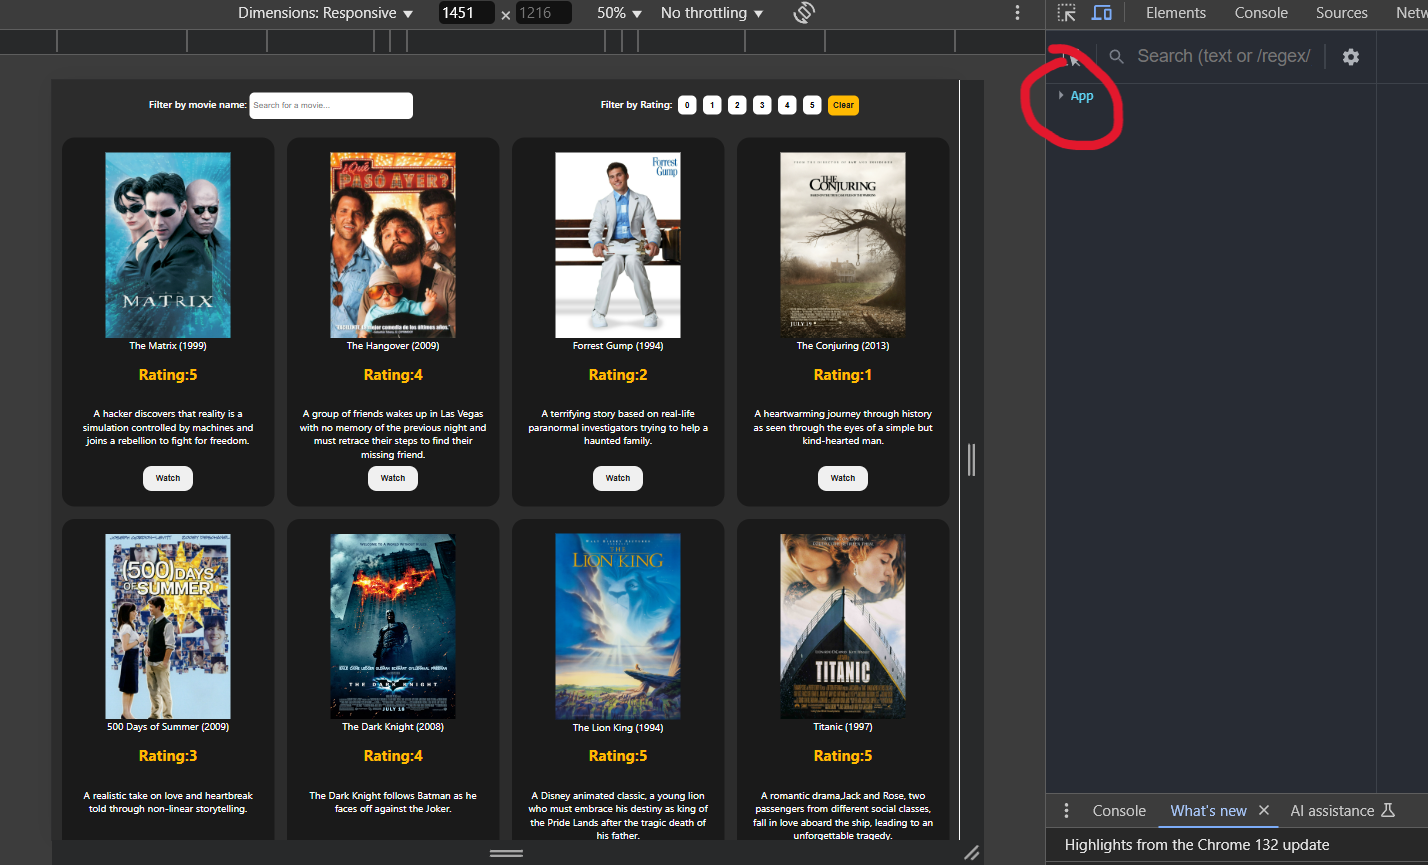 Dimensions: Responsive ▼ 1451 × 1216 50% ▼ No throttling ▼
Elements Console Sources Netw
Search (text or /regex/
App
Filter by movie name: Search for a movie... Filter by Rating: 0 1 2 3 4 5 Clear
MATRIX
¿Qué
PASÓ AYER?
Forrest
Gump
THE
CONJURING
JULY 19
The Matrix (1999)
Rating:5
A hacker discovers that reality is a
simulation controlled by machines and
joins a rebellion to fight for freedom.
Watch
The Hangover (2009)
Rating:4
A group of friends wakes up in Las Vegas
with no memory of the previous night and
must retrace their steps to find their
missing friend.
Watch
Forrest Gump (1994)
Rating:2
A terrifying story based on real-life
paranormal investigators trying to help a
haunted family.
Watch
The Conjuring (2013)
Rating:1
A heartwarming journey through history
as seen through the eyes of a simple but
kind-hearted man.
Watch
(500) DAYS
OF SUMMER
THE DARK KNIGHT
JULY 18
THE
LION KING
TITANIC
500 Days of Summer (2009)
Rating:3
A realistic take on love and heartbreak
told through non-linear storytelling.
The Dark Knight (2008)
Rating:4
The Dark Knight follows Batman as he
faces off against the Joker.
The Lion King (1994)
Rating:5
A Disney animated classic, a young lion
who must embrace his destiny as king of
the Pride Lands after the tragic death of
his father.
Titanic (1997)
Rating:5
A romantic drama,Jack and Rose, two
passengers from different social classes,
fall in love aboard the ship, leading to an
unforgettable tragedy.
Console What's new × AI assistance
Highlights from the Chrome 132 update